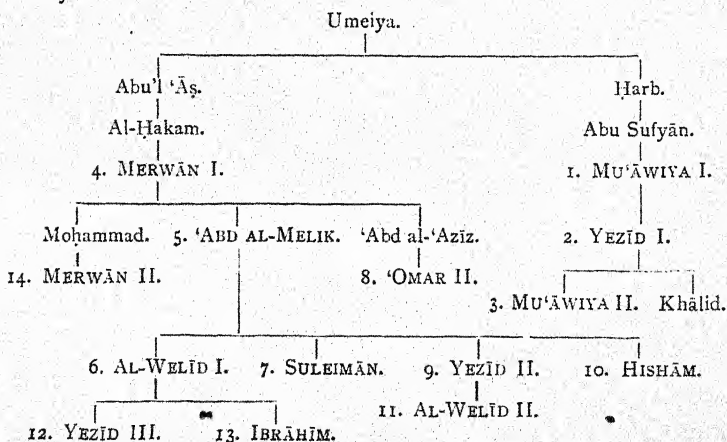 Umeiya.
Abu'l ‘Āṣ. Ḥarb.
Al-Ḥakam. Abu Sufyān.
4. MERWĀN I. 1. MU‘ĀWIYA I.
Moḥammad. 5. ‘ABD AL-MELIK. ‘Abd al-‘Azīz. 2. YEZĪD I.
14. MERWĀN II. 8. ‘OMAR II.
3. MU‘ĀWIYA II. Khālid.
6. AL-WELĪD I. 7. SULEIMĀN. 9. YEZĪD II. 10. HISHĀM.
11. AL-WELĪD II.
12. YEZĪD III. 13. IBRĀHĪM.